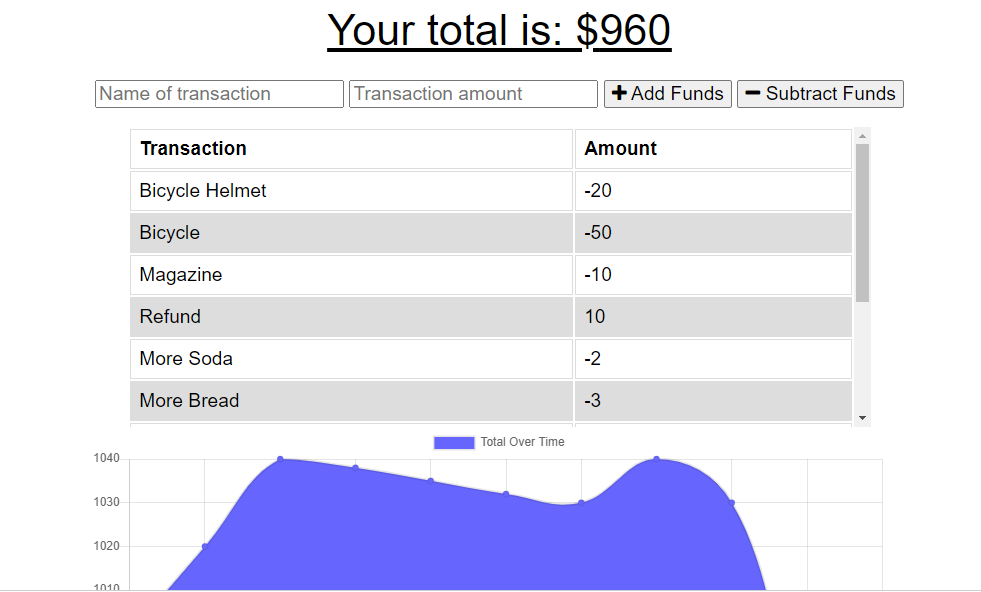 Your total is: $960
Name of transaction Transaction amount Add Funds Subtract Funds
Transaction Amount
Bicycle Helmet -20
Bicycle -50
Magazine -10
Refund 10
More Soda -2
More Bread -3
Total Over Time
1040
1030
1020
1010